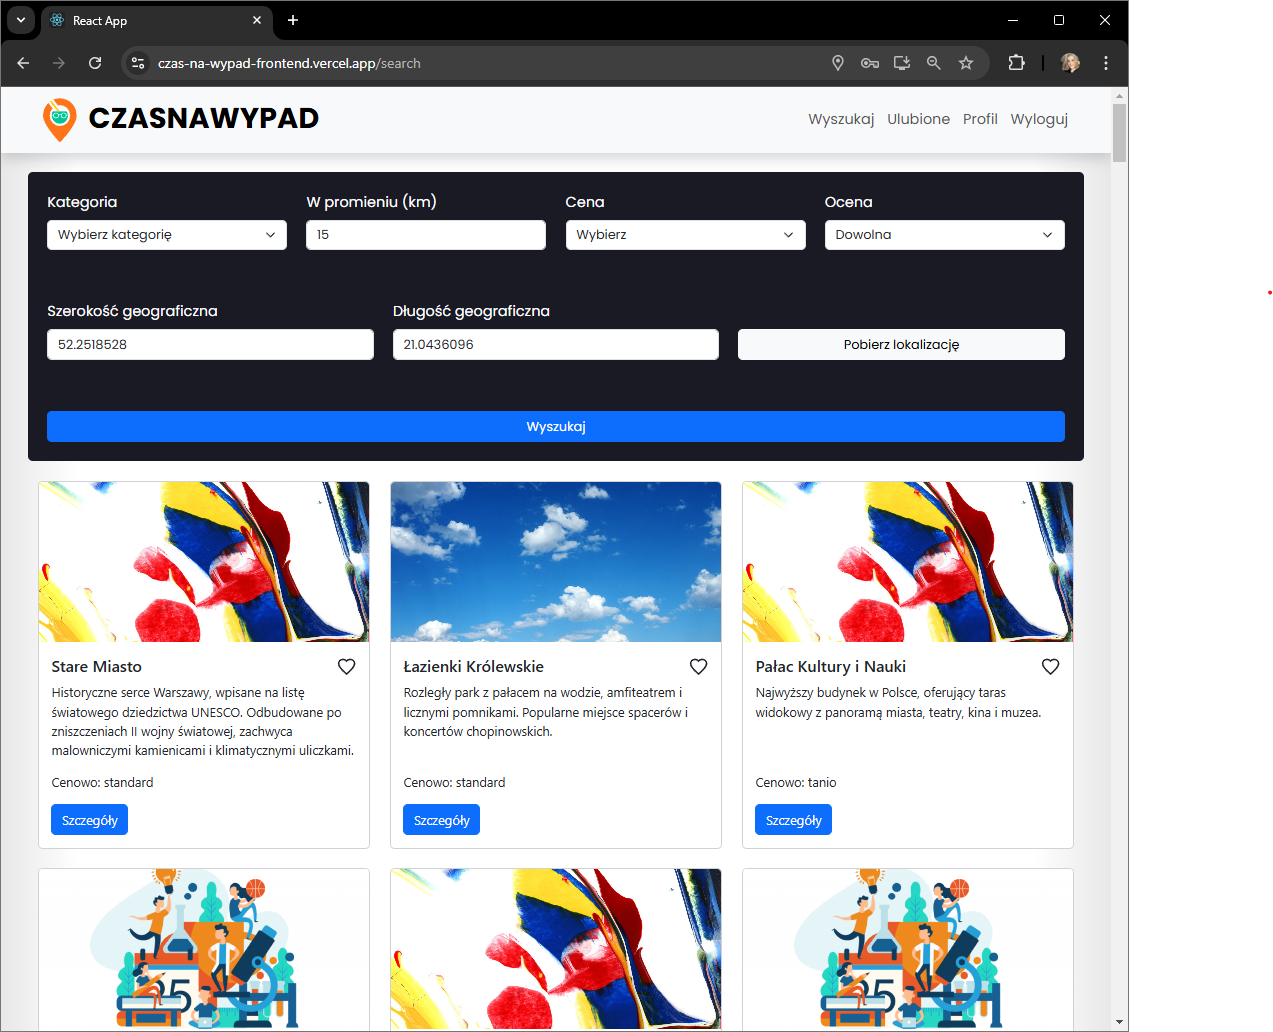 React App
czas-na-wypad-frontend.vercel.app/search
CZASNAWYPAD
Wyszukaj Ulubione Profil Wyloguj
Kategoria W promieniu (km) Cena Ocena
Wybierz kategorię 15 Wybierz Dowolna
Szerokość geograficzna Długość geograficzna
52.2518528 21.0436096 Pobierz lokalizację
Wyszukaj
Stare Miasto
Historyczne serce Warszawy, wpisane na listę
światowego dziedzictwa UNESCO. Odbudowane po
zniszczeniach II wojny światowej, zachwyca
malowniczymi kamienicami i klimatycznymi uliczkami.
Cenowo: standard
Szczegóły
Łazienki Królewskie
Rozległy park z pałacem na wodzie, amfiteatrem i
licznymi pomnikami. Popularne miejsce spacerów i
koncertów chopinowskich.
Cenowo: standard
Szczegóły
Pałac Kultury i Nauki
Najwyższy budynek w Polsce, oferujący taras
widokowy z panoramą miasta, teatry, kina i muzea.
Cenowo: tanio
Szczegóły
25
25